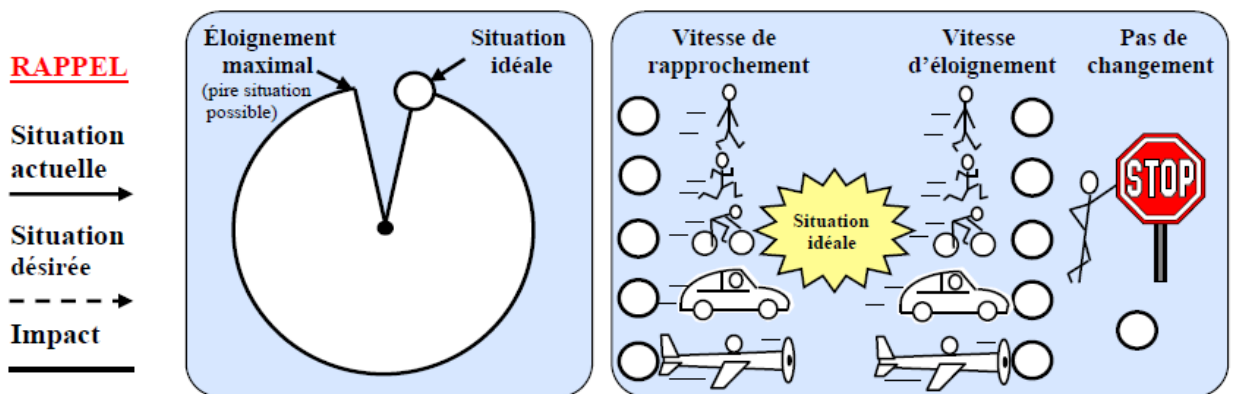 RAPPEL
Situation
actuelle
Situation
désirée
Impact
Éloignement
maximal
(pire situation
possible)
Situation
idéale
Vitesse de
rapprochement
Vitesse
d'éloignement
Pas de
changement
Situation
idéale
STOP